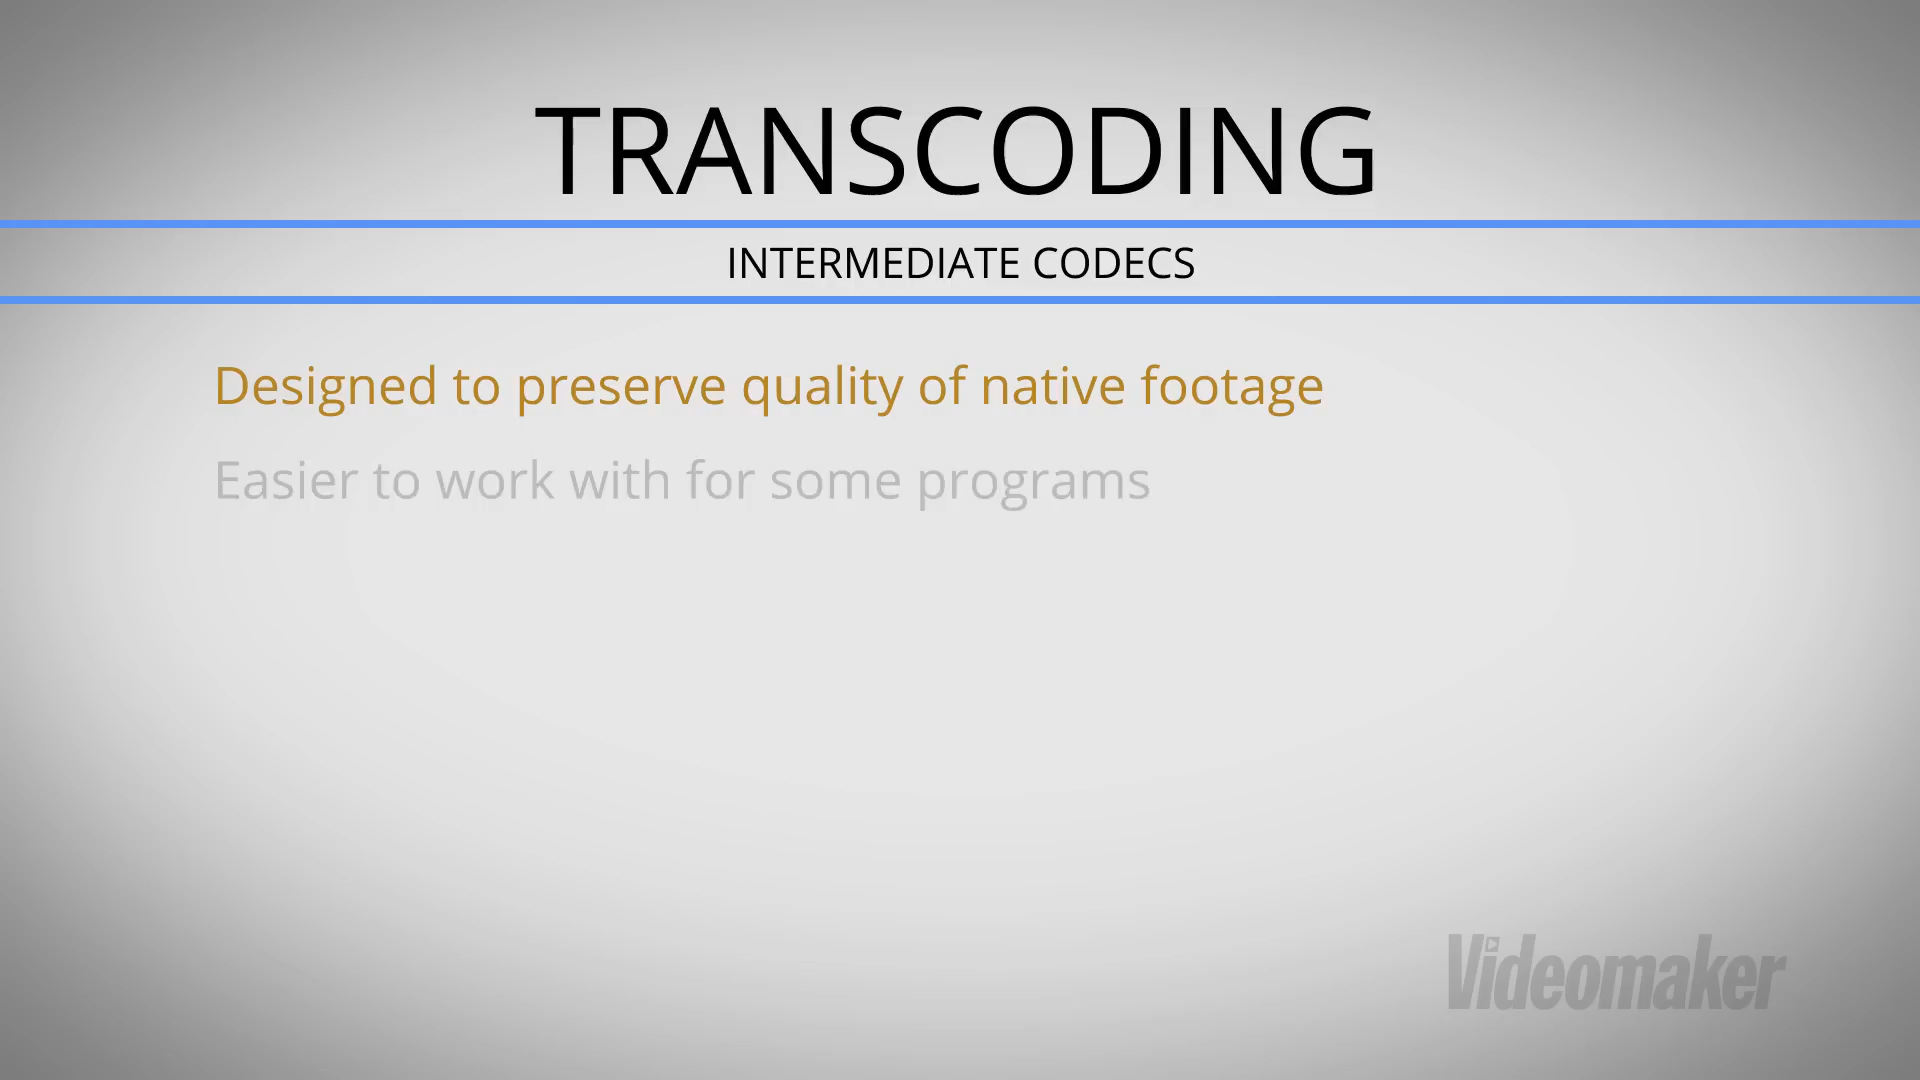 TRANSCODING
INTERMEDIATE CODECS
Designed to preserve quality of native footage
Easier to work with for some programs
Videomaker